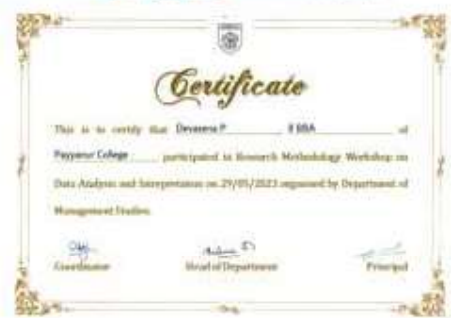 Certificate
This is to certify that Devasena P II BBA of
Payyanur College participated in Research Methodology Workshop on
Data Analysis and Interpretation on 29/05/2023 organised by Department of
Management Studies.
Coordinator Head of Department Principal